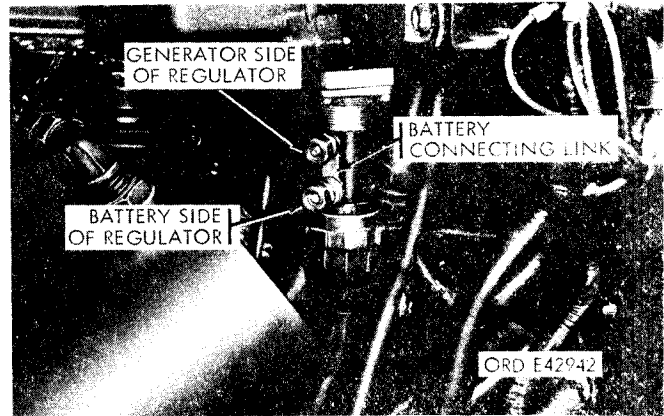 GENERATOR SIDE
OF REGULATOR
BATTERY
CONNECTING LINK
BATTERY SIDE
OF REGULATOR
ORD E42942